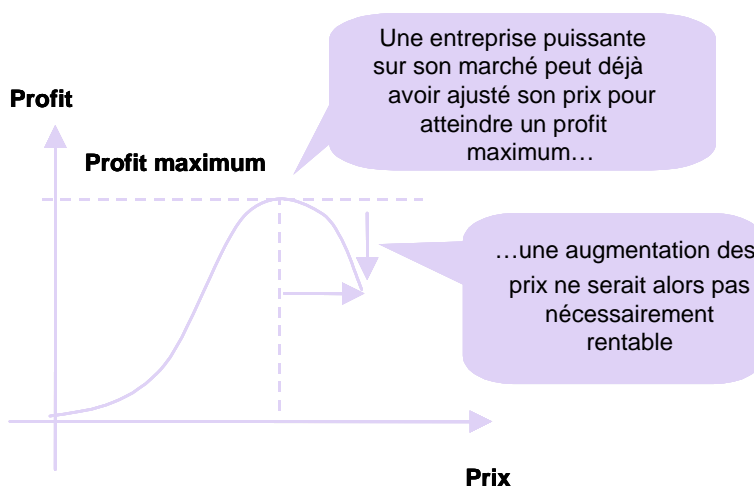 Une entreprise puissante
sur son marché peut déjà
avoir ajusté son prix pour
atteindre un profit
maximum…
Profit
Profit maximum
…une augmentation des
prix ne serait alors pas
nécessairement
rentable
Prix